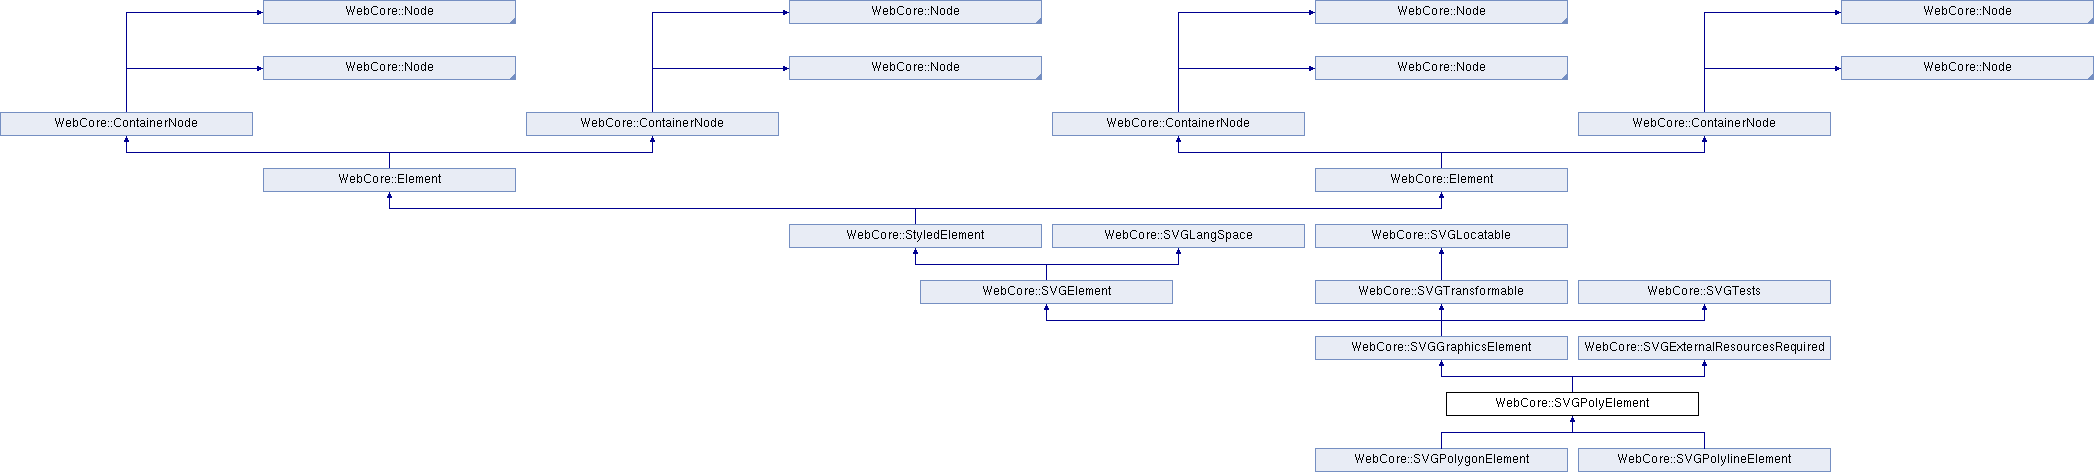 WebCore::Node WebCore::Node WebCore::Node WebCore::Node
WebCore::Node WebCore::Node WebCore::Node WebCore::Node
WebCore::ContainerNode WebCore::ContainerNode WebCore::ContainerNode WebCore::ContainerNode
WebCore::Element WebCore::Element
WebCore::StyledElement WebCore::SVGLangSpace WebCore::SVGLocatable
WebCore::SVGElement WebCore::SVGTransformable WebCore::SVGTests
WebCore::SVGGraphicsElement WebCore::SVGExternalResourcesRequired
WebCore::SVGPolyElement
WebCore::SVGPolygonElement WebCore::SVGPolylineElement